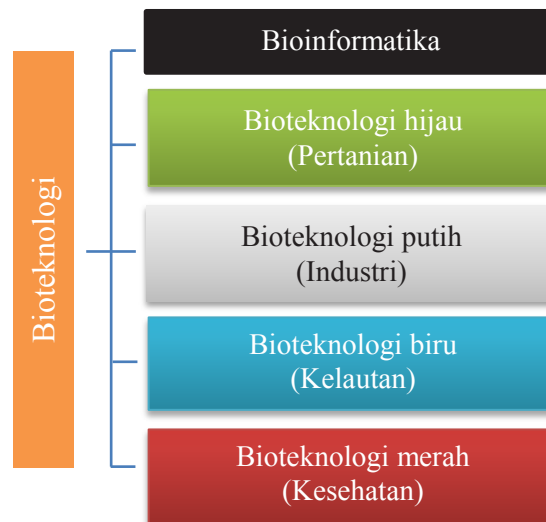 Bioteknologi
Bioinformatika
Bioteknologi hijau
(Pertanian)
Bioteknologi putih
(Industri)
Bioteknologi biru
(Kelautan)
Bioteknologi merah
(Kesehatan)